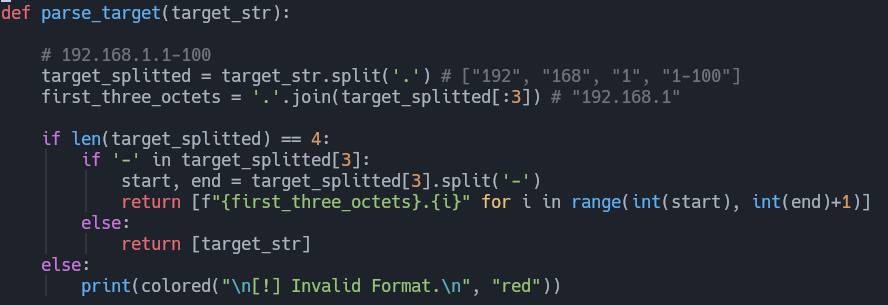 def parse_target(target_str):
# 192.168.1.1-100
target_splitted = target_str.split('.') # ["192", "168", "1", "1-100"]
first_three_octets = '.'.join(target_splitted[:3]) # "192.168.1"
if len(target_splitted) == 4:
if '-' in target_splitted[3]:
start, end = target_splitted[3].split('-')
return [f"{first_three_octets}.{i}" for i in range(int(start), int(end)+1)]
else:
return [target_str]
else:
print(colored("\n[!] Invalid Format.\n", "red"))